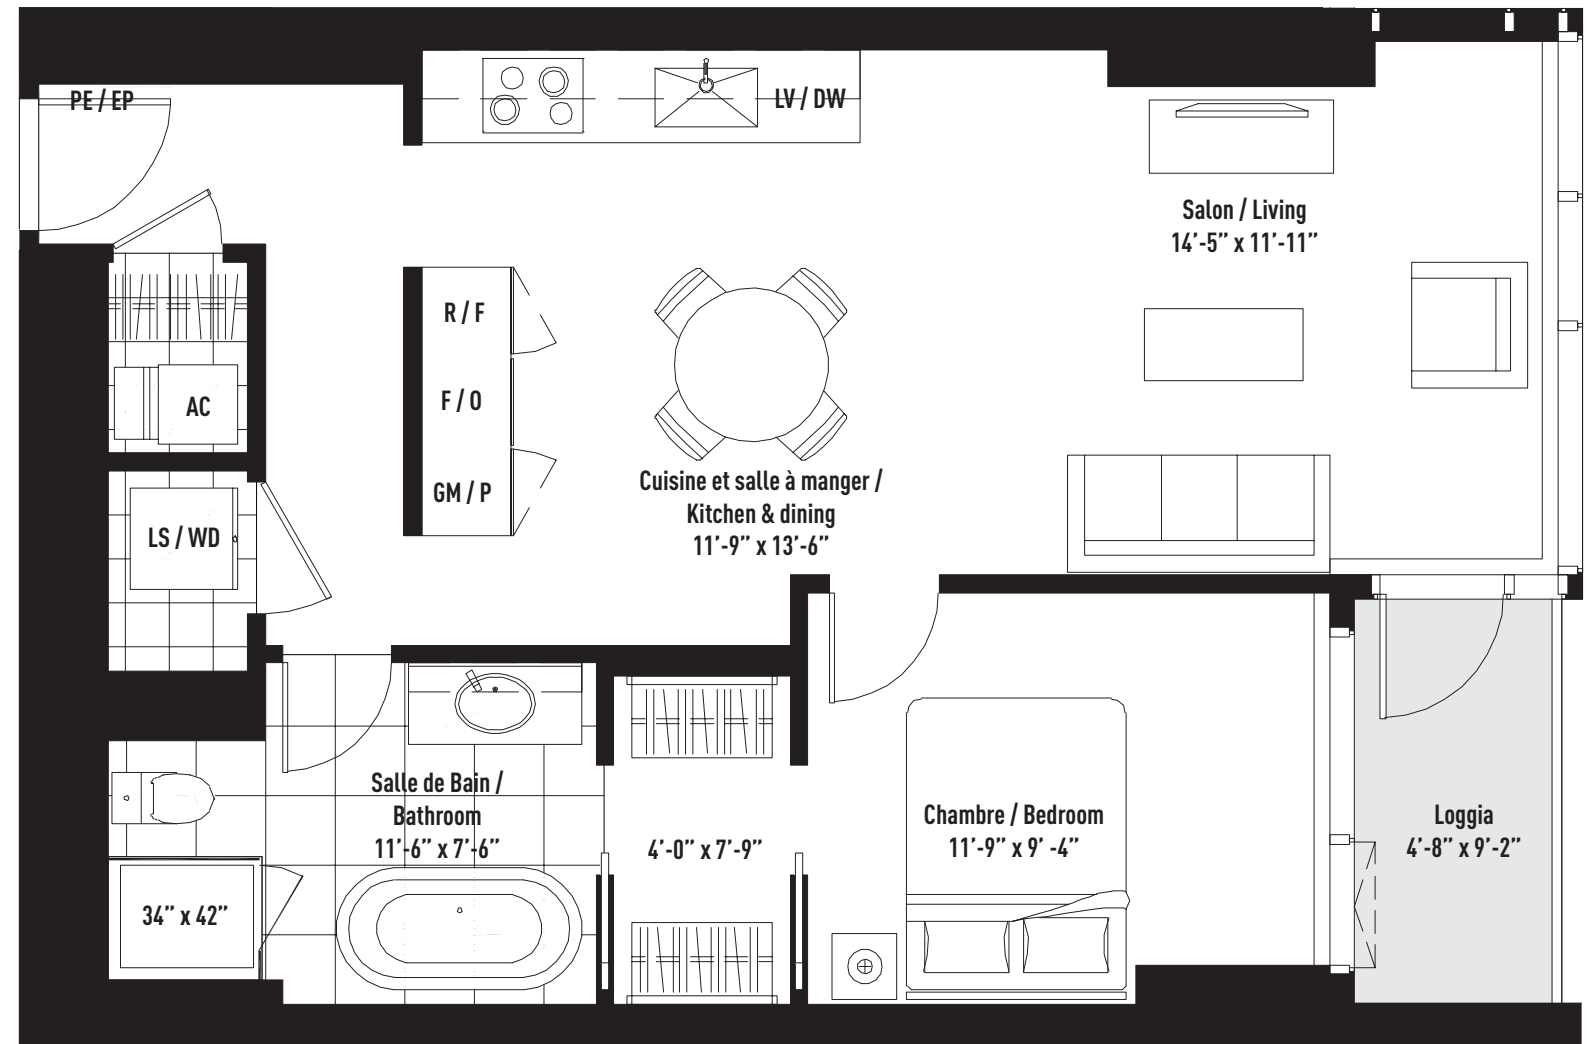 PE / EP
LV / DW
Salon / Living
14’-5” x 11’-11”
R / F
F / O
GM / P
AC
LS / WD
Cuisine et salle à manger /
Kitchen & dining
11’-9” x 13’-6”
Salle de Bain /
Bathroom
11’-6” x 7’-6”
4’-0” x 7’-9”
Chambre / Bedroom
11’-9” x 9’ -4”
Loggia
4’-8” x 9’-2”
34” x 42”